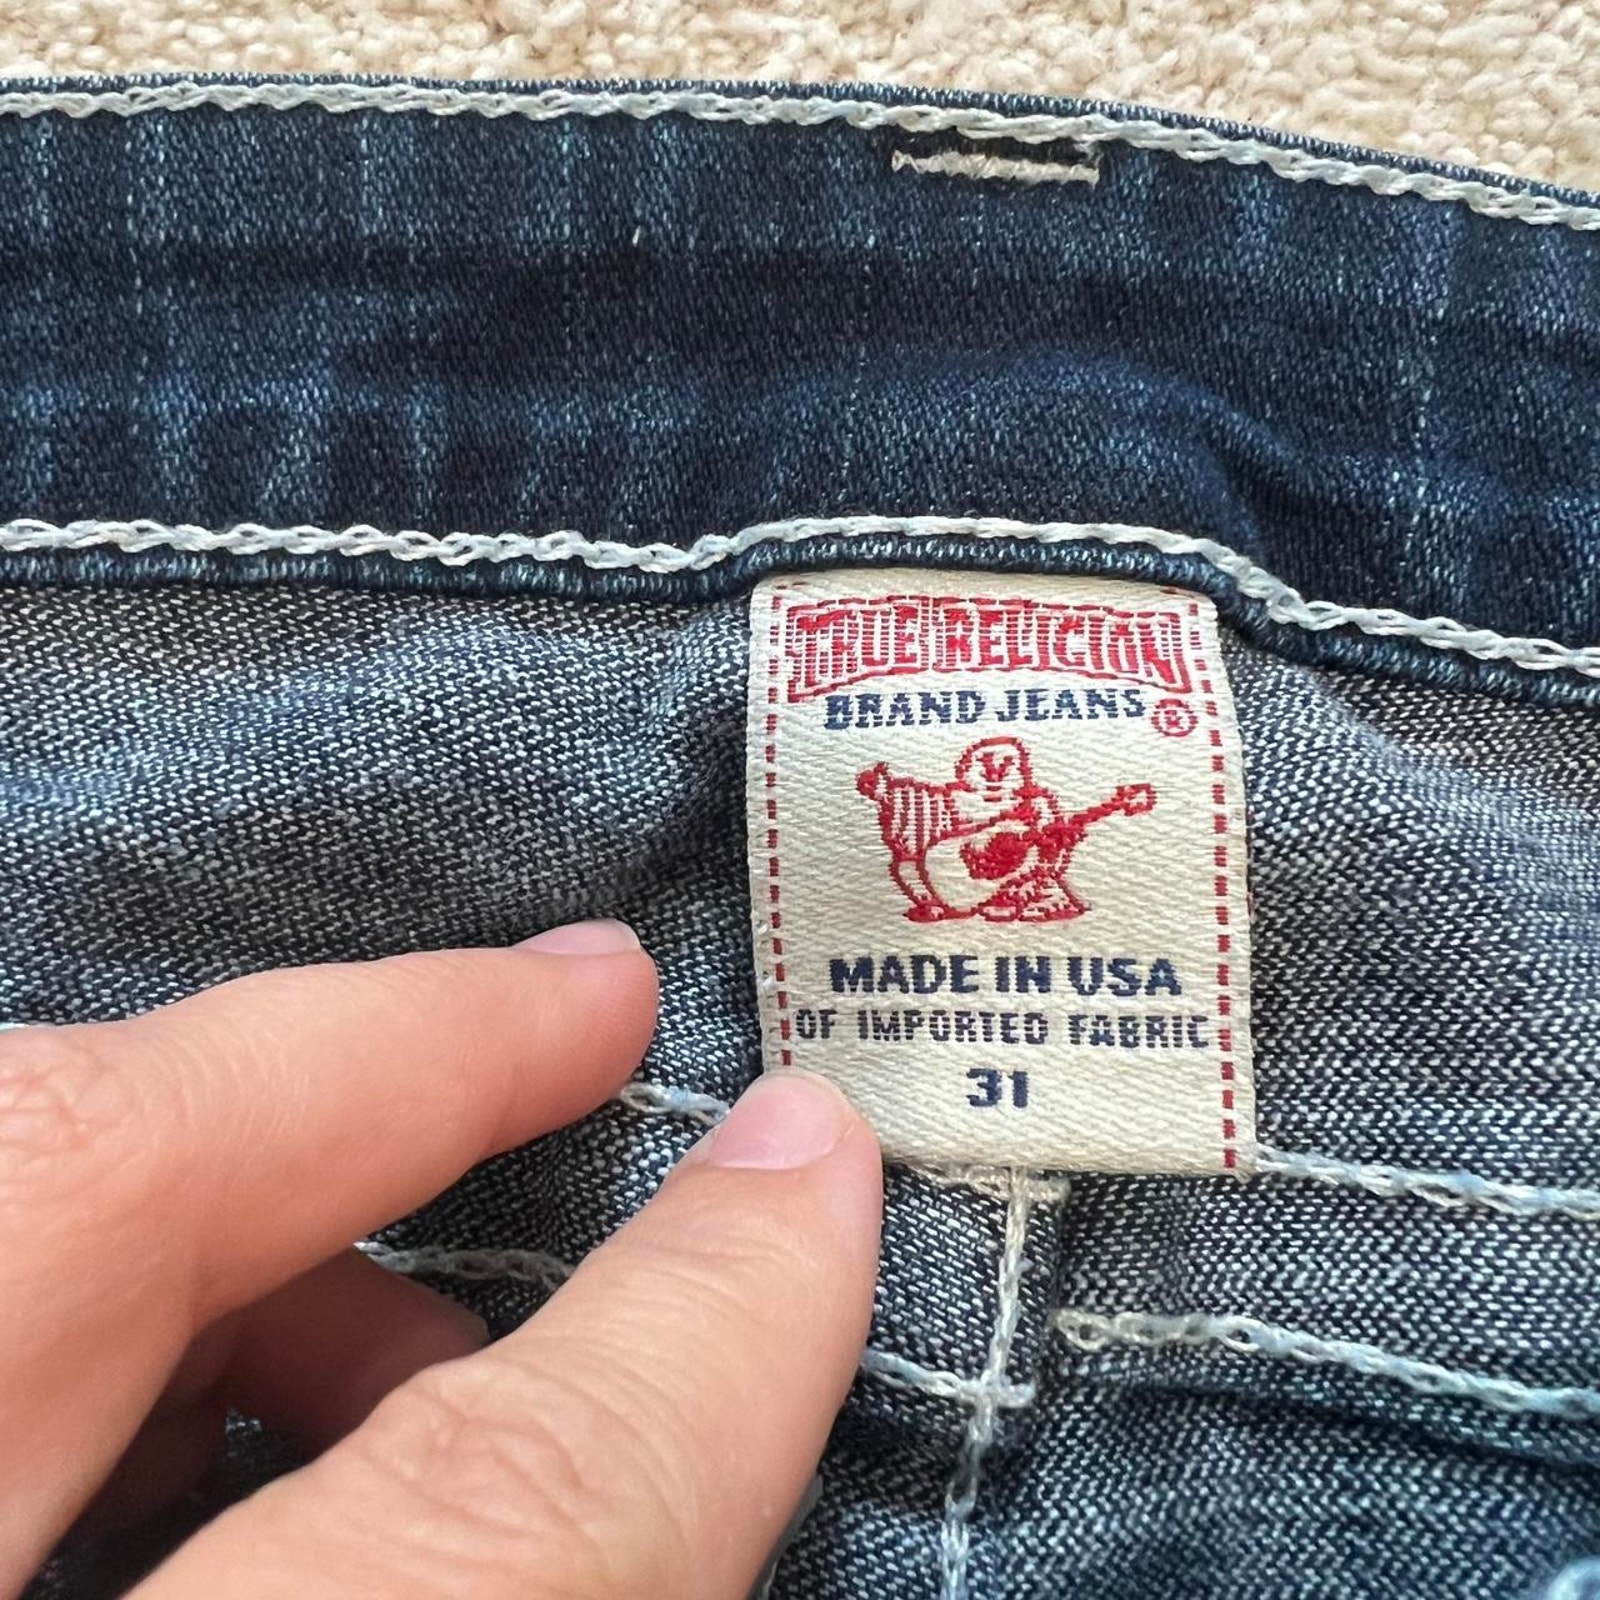 TRUE RELIGION
BRAND JEANS ®
MADE IN USA
OF IMPORTED FABRIC
31